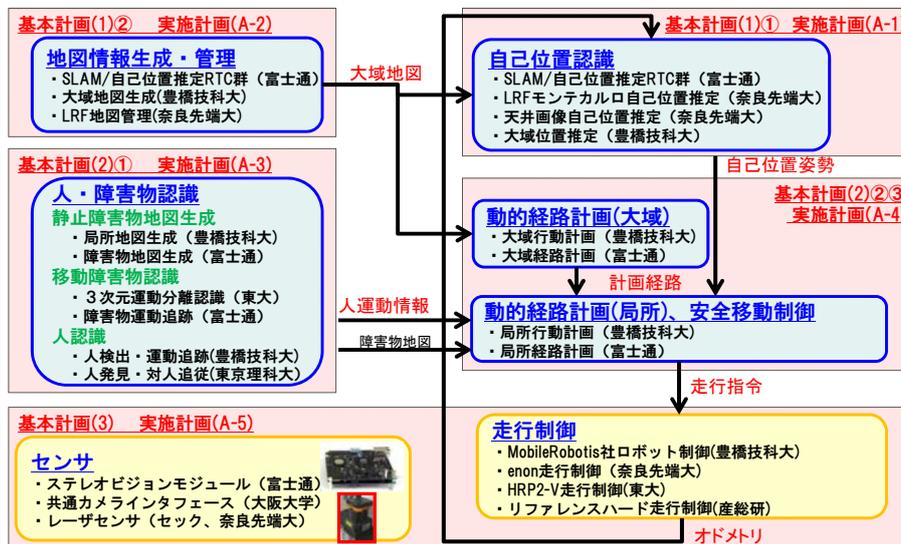 基本計画(1)② 実施計画(A-2)
地図情報生成・管理
・SLAM/自己位置推定RTC群（富士通）
・大域地図生成(豊橋技科大)
・LRF地図管理(奈良先端大)
大域地図
基本計画(1)① 実施計画(A-1)
自己位置認識
・SLAM/自己位置推定RTC群（富士通）
・LRFモンテカルロ自己位置推定（奈良先端大）
・天井画像自己位置推定（奈良先端大）
・大域位置推定（豊橋技科大）
自己位置姿勢
基本計画(2)① 実施計画(A-3)
人・障害物認識
静止障害物地図生成
・局所地図生成（豊橋技科大）
・障害物地図生成（富士通）
移動障害物認識
・３次元運動分離認識（東大）
・障害物運動追跡（富士通）
人認識
・人検出・運動追跡(豊橋技科大)
・人発見・対人追従(東京理科大)
人運動情報
障害物地図
基本計画(2)②③
実施計画(A-4)
動的経路計画(大域)
・大域行動計画（豊橋技科大）
・大域経路計画（富士通）
計画経路
動的経路計画(局所)、安全移動制御
・局所行動計画（豊橋技科大）
・局所経路計画（富士通）
走行指令
基本計画(3) 実施計画(A-5)
センサ
・ステレオビジョンモジュール（富士通）
・共通カメラインタフェース（大阪大学）
・レーザセンサ（セック、奈良先端大）
走行制御
・MobileRobotis社ロボット制御(豊橋技科大)
・enon走行制御（奈良先端大）
・HRP2-V走行制御(東大)
・リファレンスハード走行制御(産総研)
オドメトリ